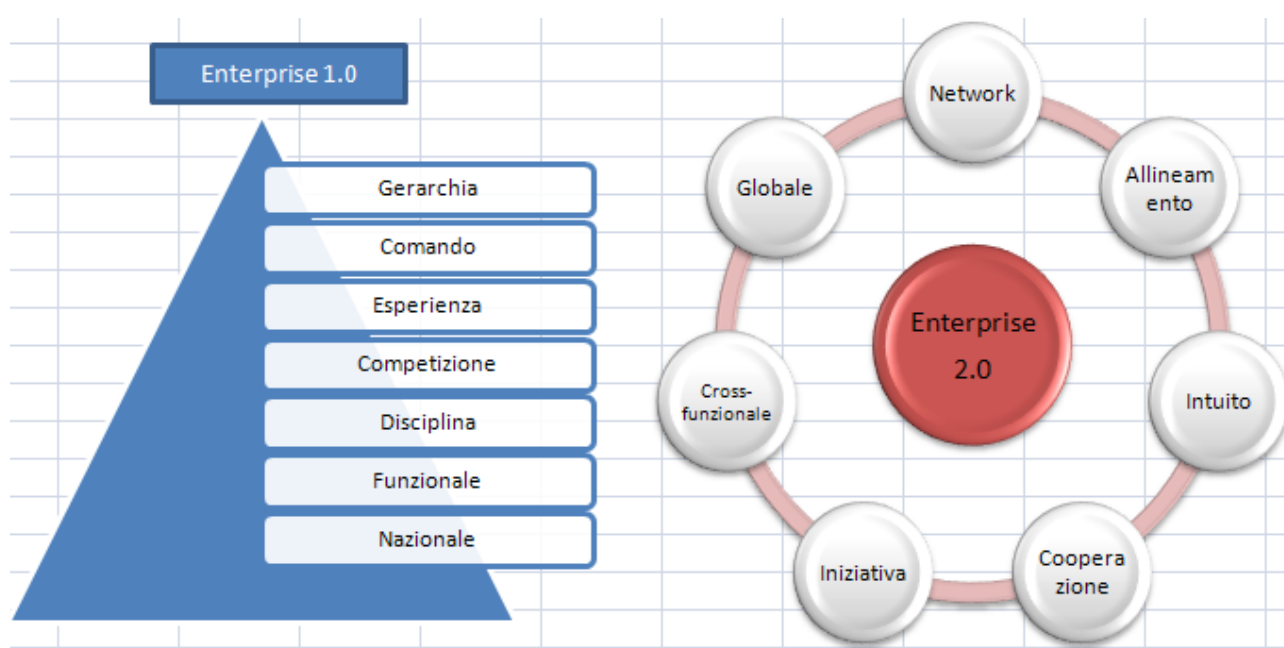 Enterprise 1.0
Gerarchia
Comando
Esperienza
Competizione
Disciplina
Funzionale
Nazionale
Network
Allineam
ento
Intuito
Coopera
zione
Iniziativa
Cross-
funzionale
Globale
Enterprise
2.0